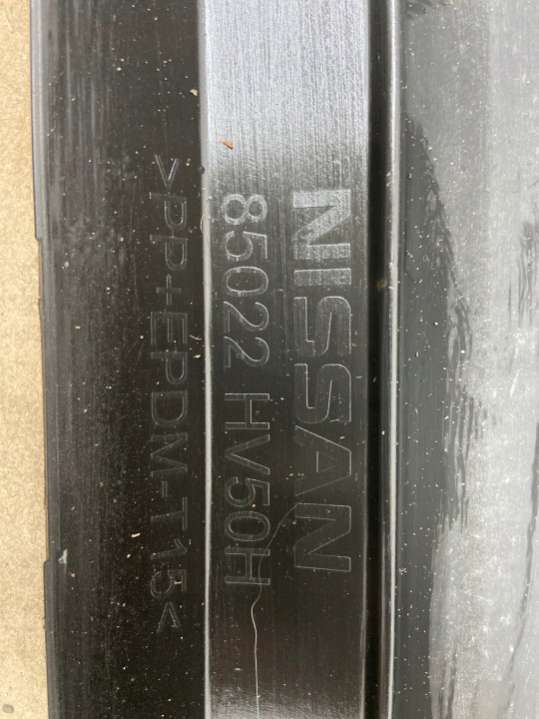 NISSAN
85022 HV50H
>PP+EPDM-T15<